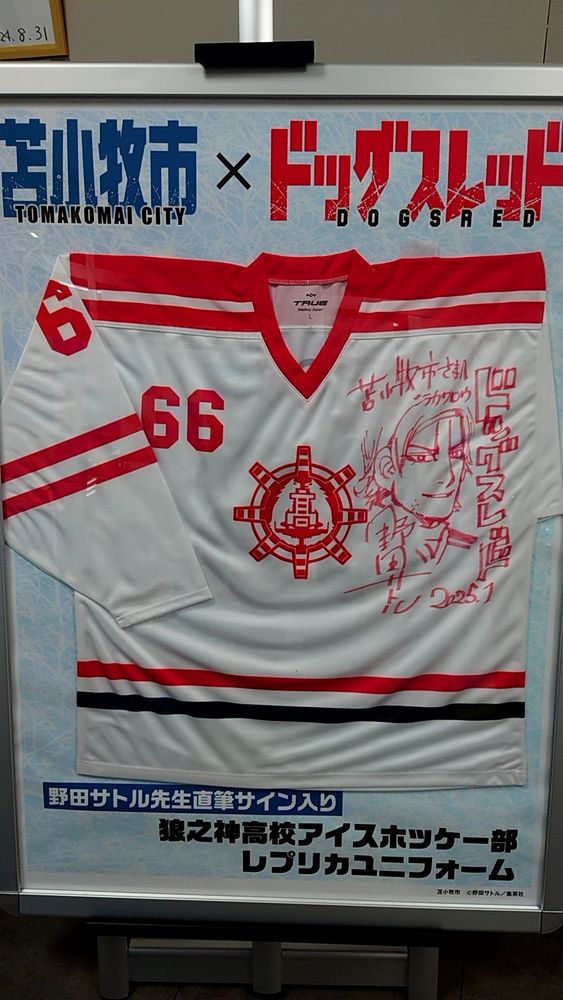 24.8.31
苫小牧市 × ドッグスレッド
TOMAKOMAI CITY DOGSRED
TRUE
Hockey Japan
L
66
66
高
苫小牧市さま
ドッグスレッド
野田サトル
2025.1
野田サトル先生直筆サイン入り
狼之神高校アイスホッケー部
レプリカユニフォーム
苫小牧市 ©野田サトル/集英社